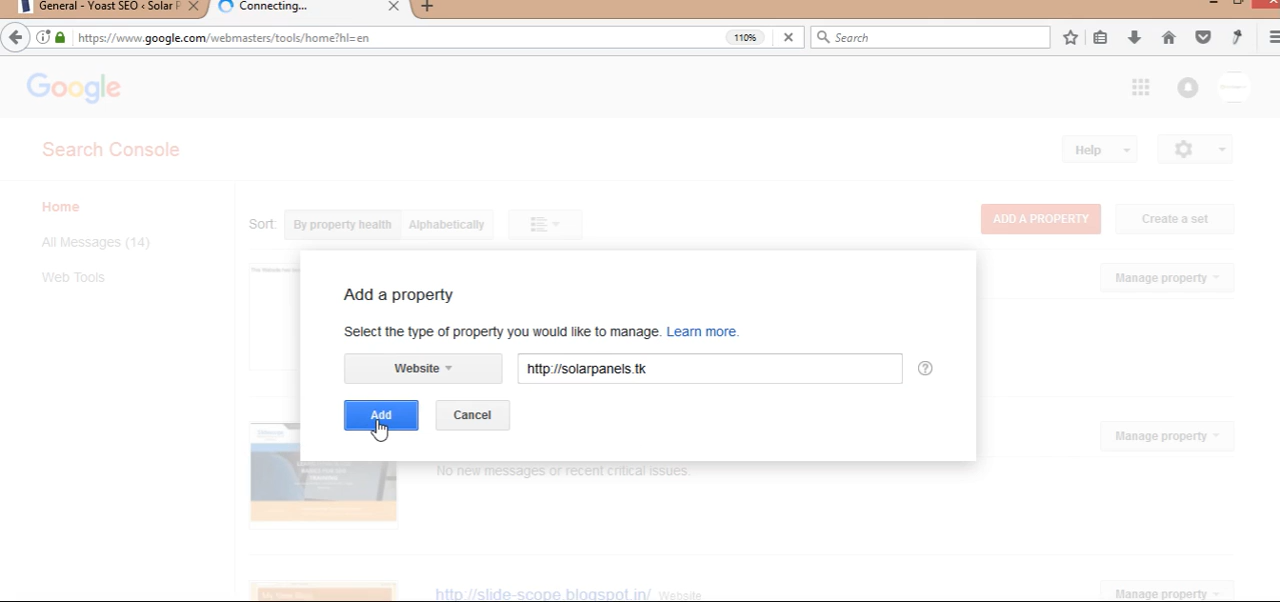 General - Yoast SEO ‹ Solar P
Connecting...
https://www.google.com/webmasters/tools/home?hl=en
110%
Search
Google
Search Console
Help
Home
All Messages (14)
Web Tools
Sort:
By property health
Alphabetically
ADD A PROPERTY
Create a set
Manage property
Add a property
Select the type of property you would like to manage. Learn more.
Website
http://solarpanels.tk
?
Add
Cancel
Manage property
No new messages or recent critical issues.
http://slide-scope.blogspot.in/ Website
Manage property